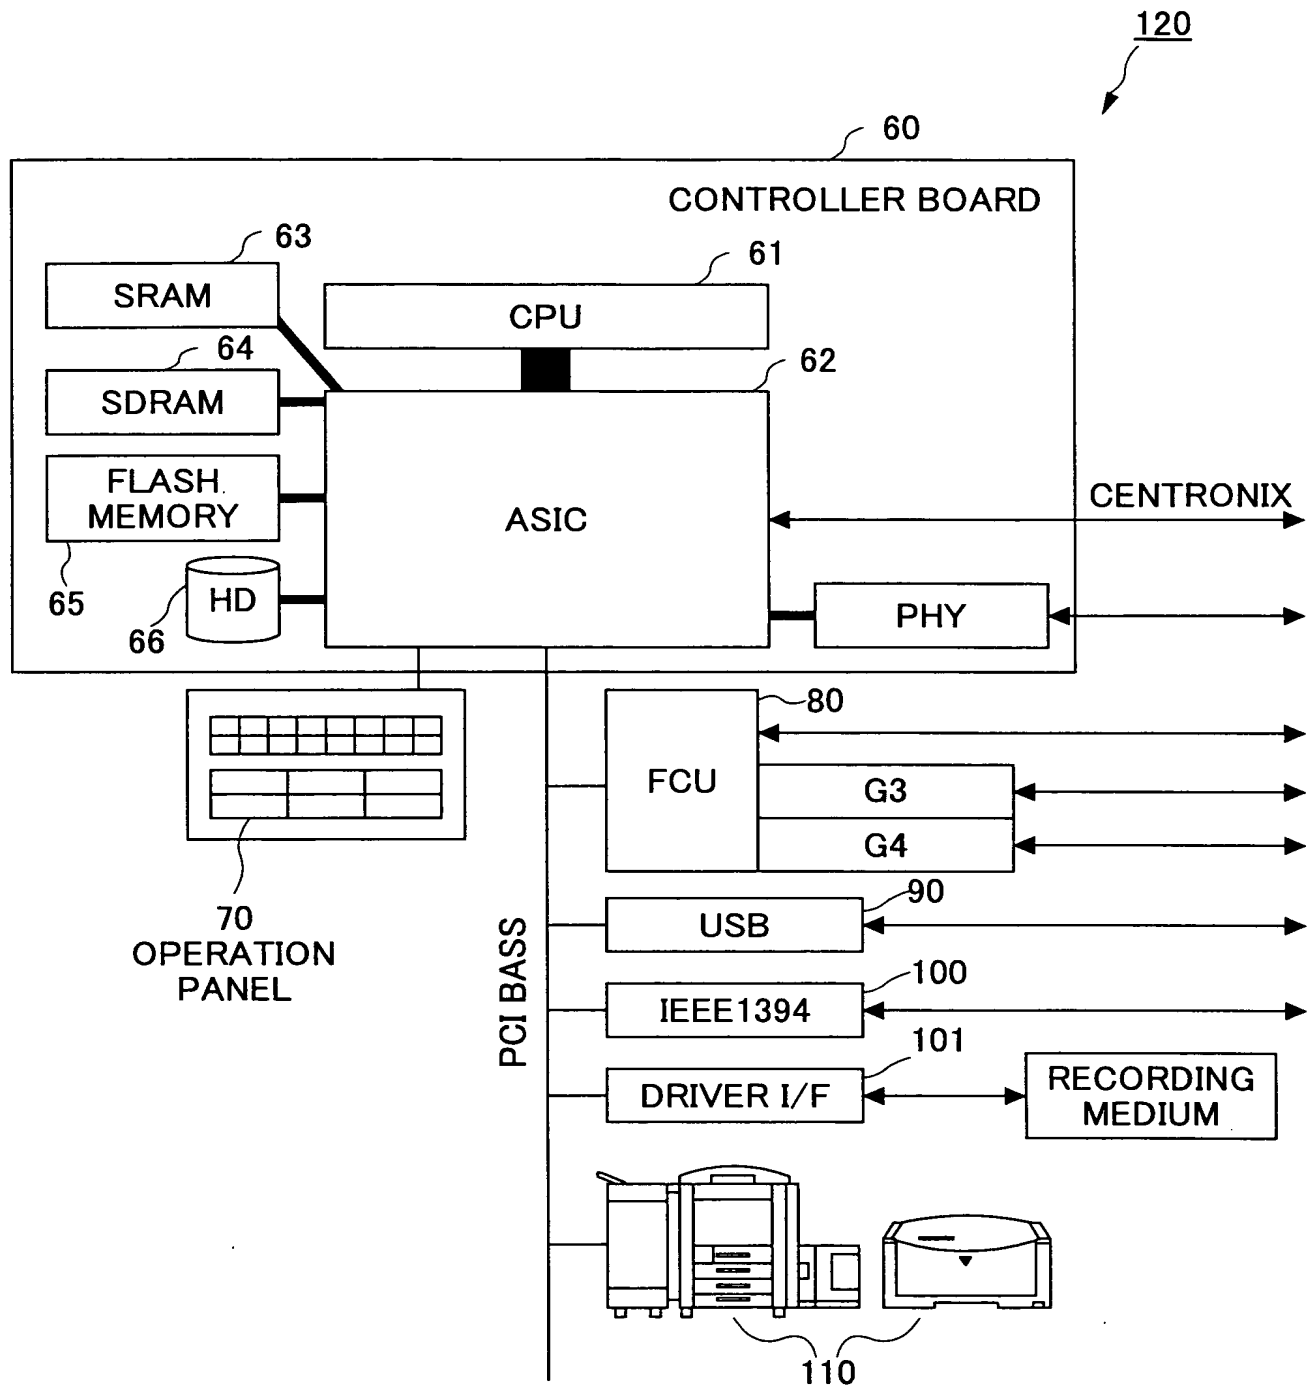 120
60
CONTROLLER BOARD
63
SRAM
61
CPU
64
SDRAM
62
FLASH
MEMORY
65
ASIC
CENTRONIX
HD
66
PHY
80
FCU
G3
G4
70
OPERATION
PANEL
PCI BASS
90
USB
100
IEEE1394
101
DRIVER I/F
RECORDING
MEDIUM
110